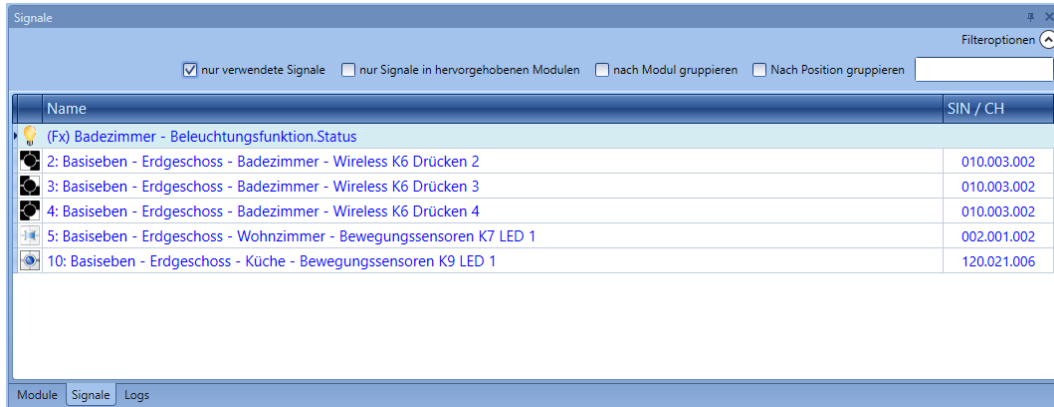 Signale
Filteroptionen
nur verwendete Signale nur Signale in hervorgehobenen Modulen nach Modul gruppieren Nach Position gruppieren
Name SIN / CH
(Fx) Badezimmer - Beleuchtungsfunktion.Status
2: Basiseben - Erdgeschoss - Badezimmer - Wireless K6 Drücken 2 010.003.002
3: Basiseben - Erdgeschoss - Badezimmer - Wireless K6 Drücken 3 010.003.002
4: Basiseben - Erdgeschoss - Badezimmer - Wireless K6 Drücken 4 010.003.002
5: Basiseben - Erdgeschoss - Wohnzimmer - Bewegungssensoren K7 LED 1 002.001.002
10: Basiseben - Erdgeschoss - Küche - Bewegungssensoren K9 LED 1 120.021.006
Module Signale Logs